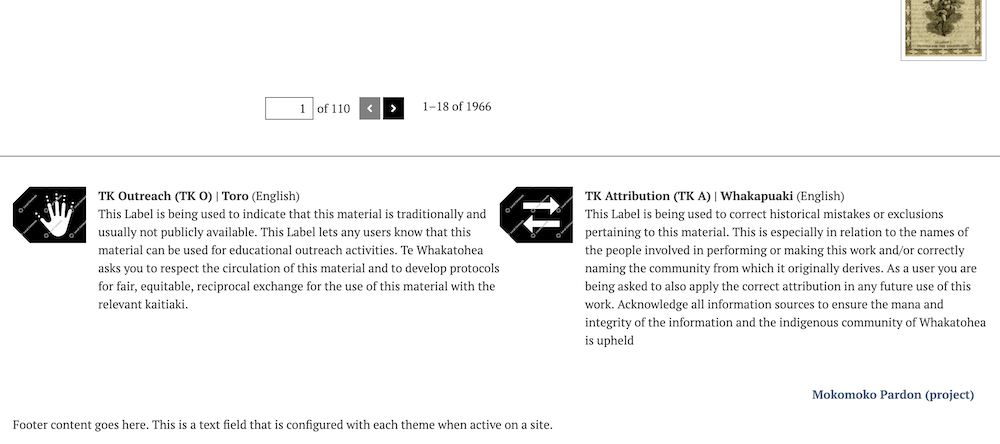 1 of 110 1–18 of 1966
TK Outreach (TK O) | Toro (English)
This Label is being used to indicate that this material is traditionally and
usually not publicly available. This Label lets any users know that this
material can be used for educational outreach activities. Te Whakatohea
asks you to respect the circulation of this material and to develop protocols
for fair, equitable, reciprocal exchange for the use of this material with the
relevant kaitiaki.
TK Attribution (TK A) | Whakapuaki (English)
This Label is being used to correct historical mistakes or exclusions
pertaining to this material. This is especially in relation to the names of
the people involved in performing or making this work and/or correctly
naming the community from which it originally derives. As a user you are
being asked to also apply the correct attribution in any future use of this
work. Acknowledge all information sources to ensure the mana and
integrity of the information and the indigenous community of Whakatohea
is upheld
Mokomoko Pardon (project)
Footer content goes here. This is a text field that is configured with each theme when active on a site.